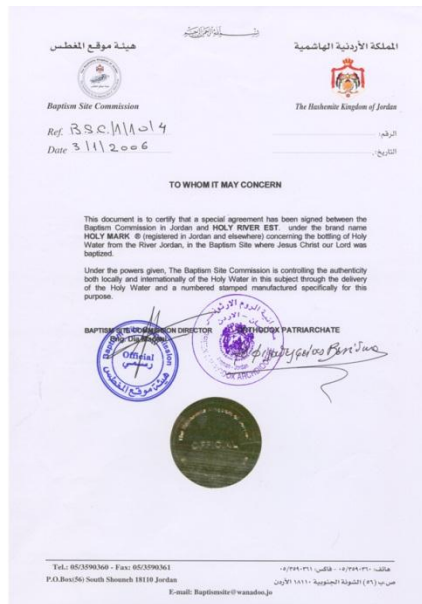 هيئة موقع المغطس
المملكة الأردنية الهاشمية
Baptism Site Commission
The Hashemite Kingdom of Jordan
Ref. B.S.C/1/10/4
الرقم:
Date 3/1/2006
التاريخ:
TO WHOM IT MAY CONCERN
This document is to certify that a special agreement has been signed between the
Baptism Commission in Jordan and HOLY RIVER EST. under the brand name
HOLY MARK ® (registered in Jordan and elsewhere) concerning the bottling of Holy
Water from the River Jordan, in the Baptism Site where Jesus Christ our Lord was
baptized.
Under the powers given, The Baptism Site Commission is controlling the authenticity
both locally and internationally of the Holy Water in this subject through the delivery
of the Holy Water and a numbered stamped manufactured specifically for this
purpose.
BAPTISM SITE COMMISSION DIRECTOR
PATRIARCHATE
Official
رسمي
هيئة موقع المغطس
OFFICIAL
Tel.: 05/3590360 - Fax: 05/3590361
هاتف: ٠٥/٣٥٩٠٣٦٠ - فاكس: ٠٥/٣٥٩٠٣٦١
P.O.Box(56) South Shouneh 18110 Jordan
ص.ب (٥٦) الشونة الجنوبية ١٨١١٠ الأردن
E-mail: Baptismsite@wanadoo.jo